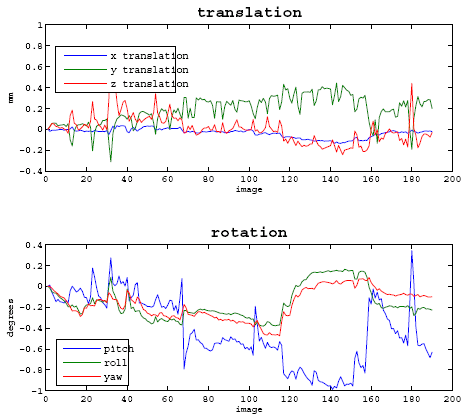 translation
1
0.8
0.6
0.4
0.2
0
−0.2
−0.4
mm
x translation
y translation
z translation
0 20 40 60 80 100 120 140 160 180 200
image
rotation
0.4
0.2
0
−0.2
−0.4
−0.6
−0.8
−1
degrees
pitch
roll
yaw
0 20 40 60 80 100 120 140 160 180 200
image